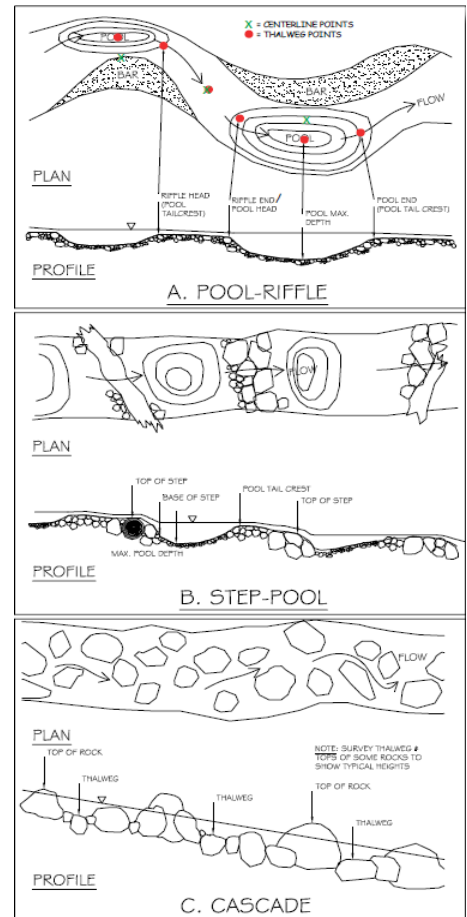 X = CENTERLINE POINTS
= THALWEG POINTS
POOL
BAR
BAR
FLOW
POOL
PLAN
RIFFLE HEAD
(POOL
TAILCREST)
RIFFLE END/
POOL HEAD
POOL MAX.
DEPTH
POOL END
(POOL TAIL CREST)
PROFILE
A. POOL-RIFFLE
FLOW
PLAN
TOP OF STEP
BASE OF STEP
POOL TAIL CREST
TOP OF STEP
MAX. POOL DEPTH
PROFILE
B. STEP-POOL
FLOW
PLAN
TOP OF ROCK
THALWEG
NOTE: SURVEY THALWEG &
TOPS OF SOME ROCKS TO
SHOW TYPICAL HEIGHTS
TOP OF ROCK
THALWEG
THALWEG
PROFILE
C. CASCADE